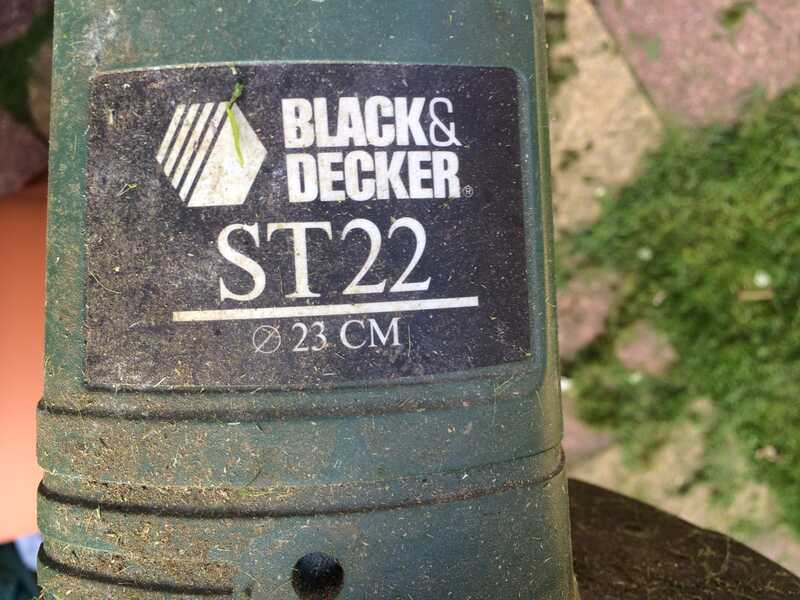 BLACK&
DECKER®
ST22
⌀ 23 CM